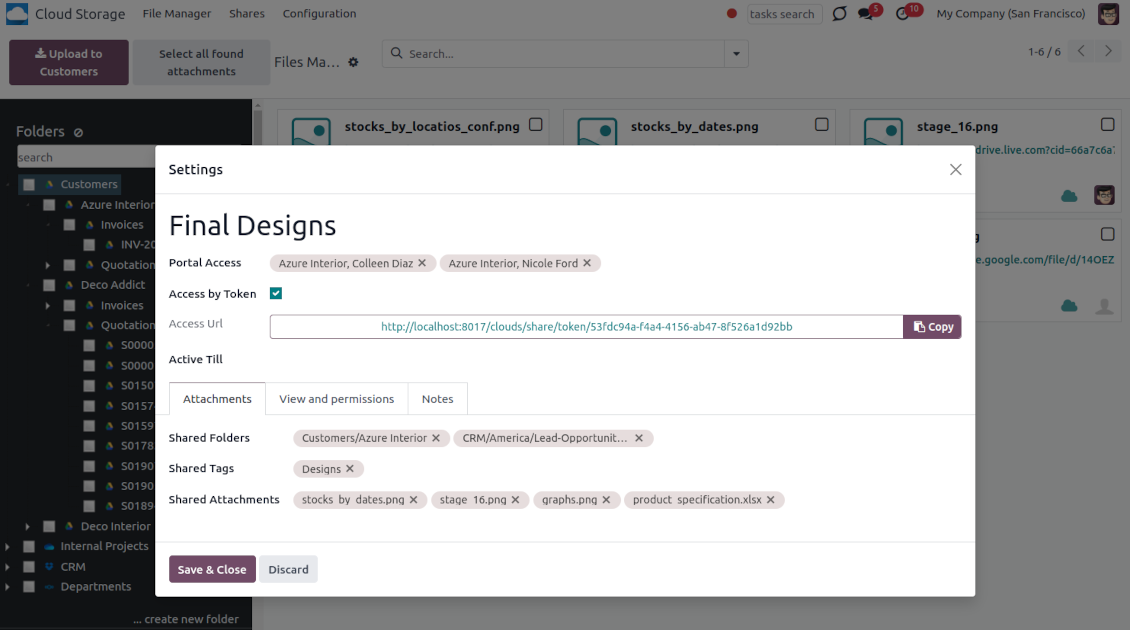 Cloud Storage File Manager Shares Configuration tasks search 5 10 My Company (San Francisco)
Upload to Customers
Select all found attachments
Files Ma...
Search...
1-6 / 6
Folders
search
Customers
Azure Interior
Invoices
INV-20
Quotation
Deco Addict
Invoices
Quotation
S0000
S0000
S0150
S0157
S0159
S0178
S0190
S0190
S0189
Deco Interior
Internal Projects
CRM
Departments
... create new folder
stocks_by_locatios_conf.png
stocks_by_dates.png
stage_16.png
drive.live.com?cid=66a7c6a
e.google.com/file/d/14OEZ
Settings
Final Designs
Portal Access Azure Interior, Colleen Diaz Azure Interior, Nicole Ford
Access by Token
Access Url http://localhost:8017/clouds/share/token/53fdc94a-f4a4-4156-ab47-8f526a1d92bb Copy
Active Till
Attachments View and permissions Notes
Shared Folders Customers/Azure Interior CRM/America/Lead-Opportunit...
Shared Tags Designs
Shared Attachments stocks_by_dates.png stage_16.png graphs.png product_specification.xlsx
Save & Close Discard